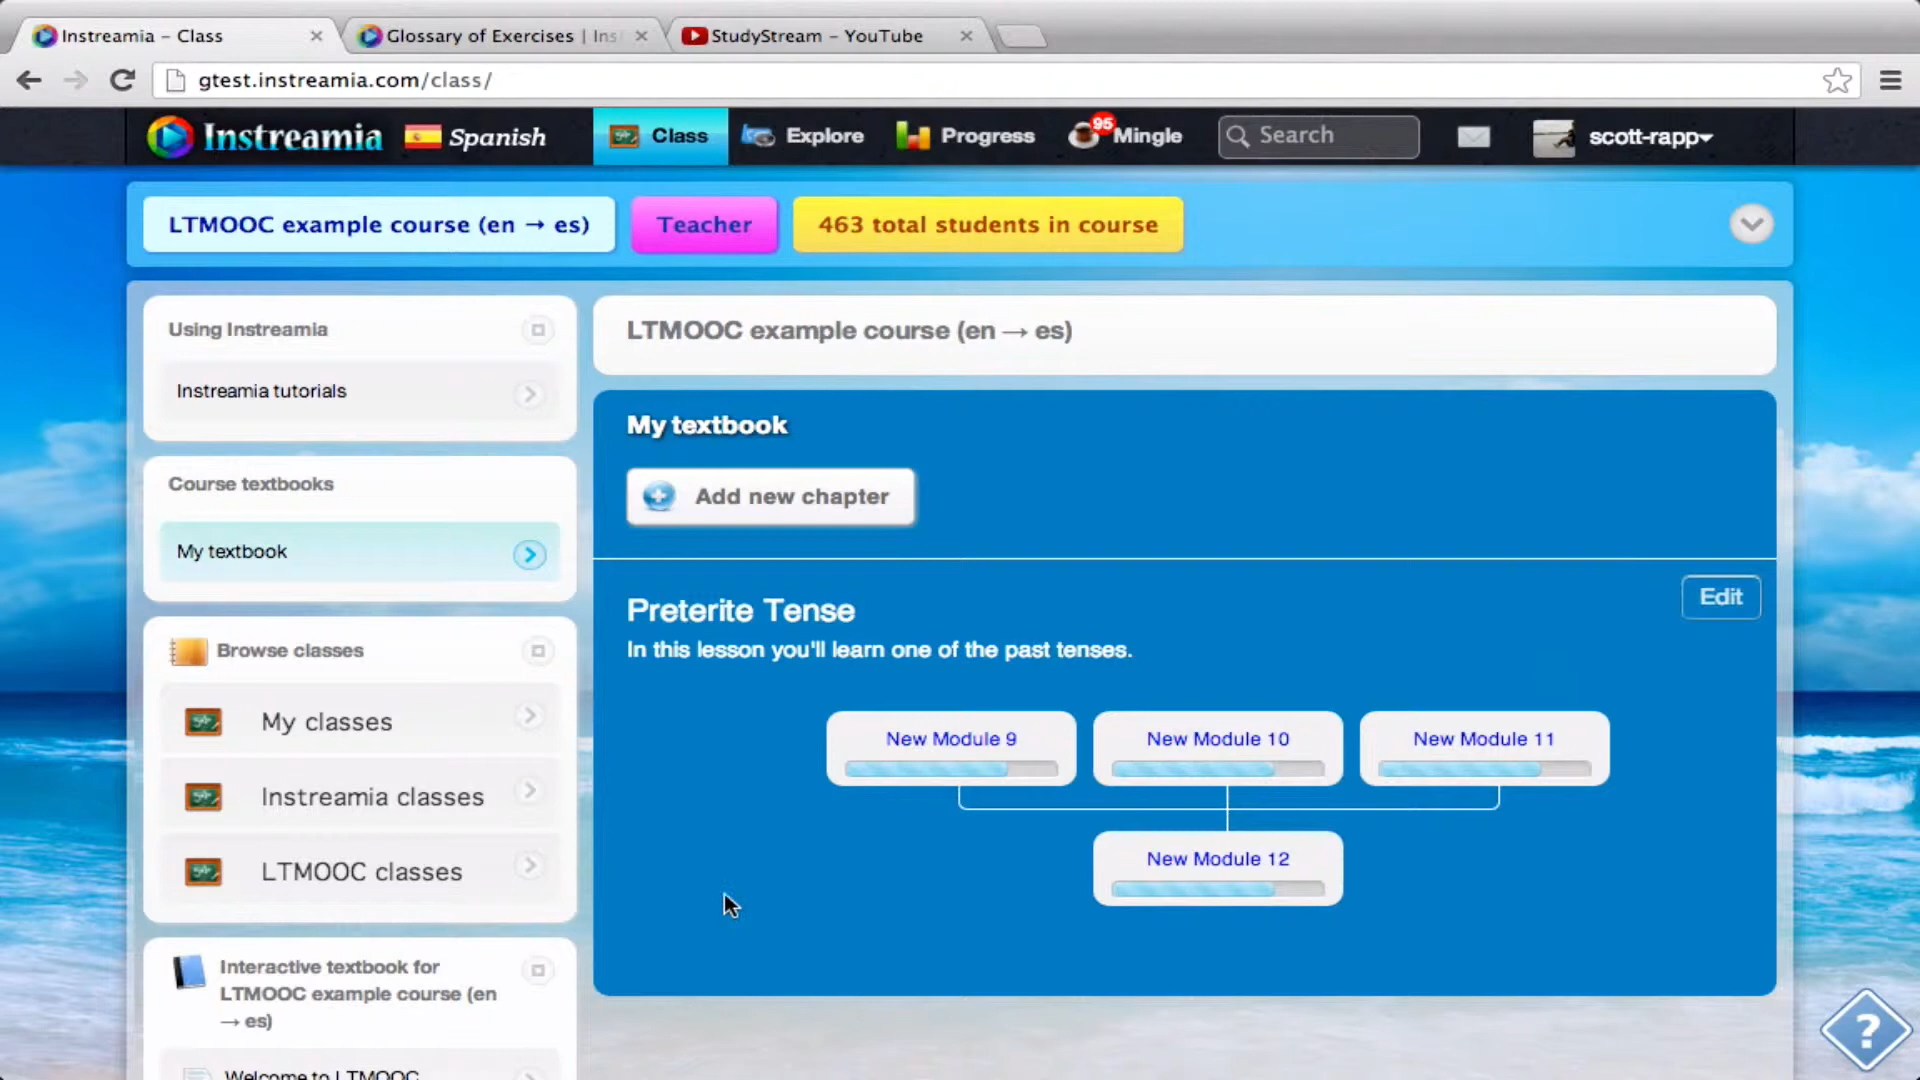 Instreamia – Class
Glossary of Exercises | Ins
StudyStream – YouTube
gtest.instreamia.com/class/
Instreamia
Spanish
Class
Explore
Progress
95
Mingle
Search
scott-rapp
LTMOOC example course (en → es)
Teacher
463 total students in course
Using Instreamia
Instreamia tutorials
Course textbooks
My textbook
Browse classes
My classes
Instreamia classes
LTMOOC classes
Interactive textbook for
LTMOOC example course (en
→ es)
Welcome to LTMOOC
LTMOOC example course (en → es)
My textbook
Add new chapter
Preterite Tense
Edit
In this lesson you'll learn one of the past tenses.
New Module 9
New Module 10
New Module 11
New Module 12
?